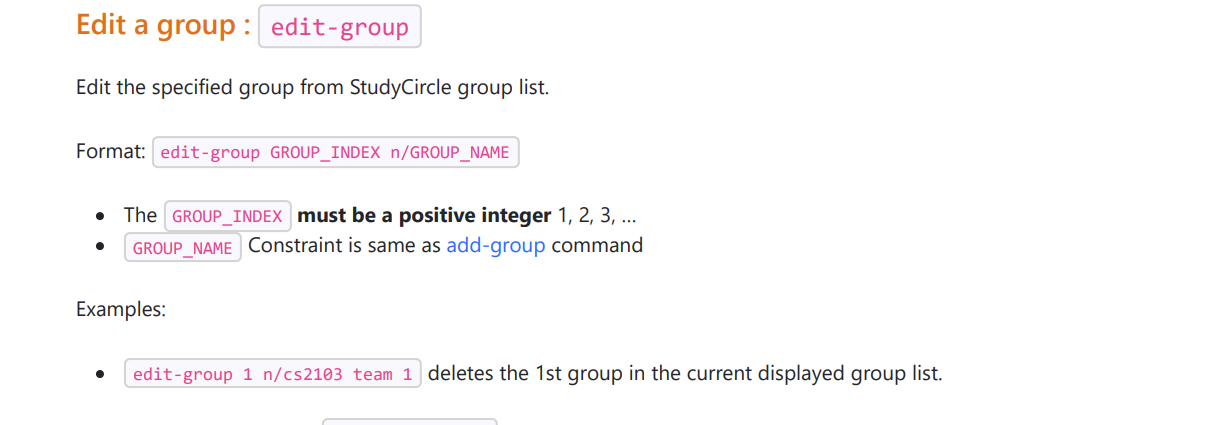 Edit a group : edit-group
Edit the specified group from StudyCircle group list.
Format: edit-group GROUP_INDEX n/GROUP_NAME
The GROUP_INDEX must be a positive integer 1, 2, 3, ...
GROUP_NAME Constraint is same as add-group command
Examples:
edit-group 1 n/cs2103 team 1 deletes the 1st group in the current displayed group list.